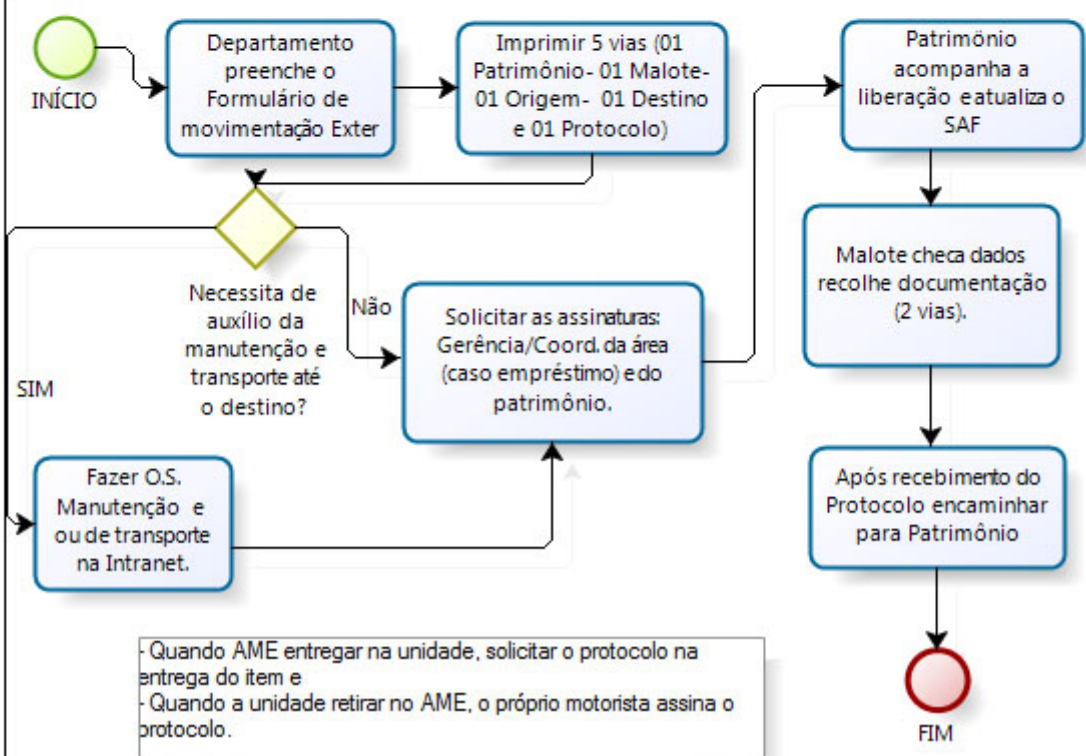 INÍCIO
Departamento
preenche o
Formulário de
movimentação Exter
Imprimir 5 vias (01
Patrimônio- 01 Malote-
01 Origem- 01 Destino
e 01 Protocolo)
Necessita de
auxílio da
manutenção e
transporte até
o destino?
SIM
Não
Fazer O.S.
Manutenção e
ou de transporte
na Intranet.
Solicitar as assinaturas:
Gerência/Coord. da área
(caso empréstimo) e do
patrimônio.
Patrimönio
acompanha a
liberação e atualiza o
SAF
Malote checa dados
recolhe documentação
(2 vias).
Após recebimento do
Protocolo encaminhar
para Patrimônio
FIM
- Quando AME entregar na unidade, solicitar o protocolo na
entrega do item e
- Quando a unidade retirar no AME, o próprio motorista assina o
protocolo.